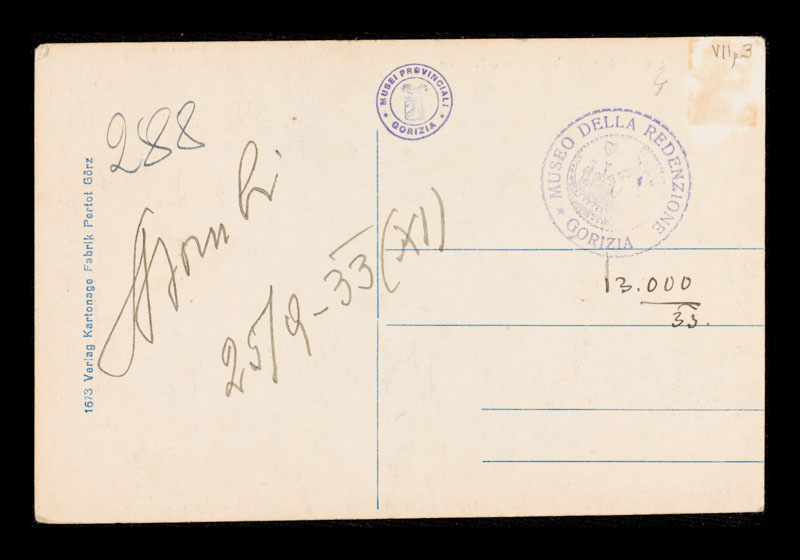 VII, 3
4
MUSEI PROVINCIALI
GORIZIA
MUSEO DELLA REDENZIONE
GORIZIA
288
25/9-33 (XI)
13.000
33.
1673 Verlag Kartonage Fabrik Pertot Görz